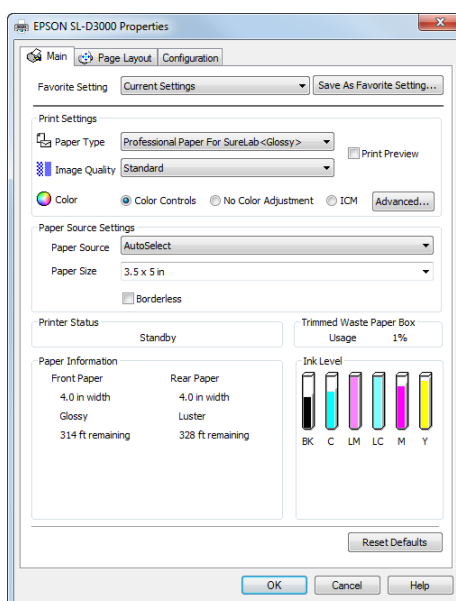 EPSON SL-D3000 Properties
Main Page Layout Configuration
Favorite Setting Current Settings Save As Favorite Setting...
Print Settings
Paper Type Professional Paper For SureLab<Glossy>
Print Preview
Image Quality Standard
Color Color Controls No Color Adjustment ICM Advanced...
Paper Source Settings
Paper Source AutoSelect
Paper Size 3.5 x 5 in
Borderless
Printer Status Trimmed Waste Paper Box
Standby Usage 1%
Paper Information Ink Level
Front Paper Rear Paper
4.0 in width 4.0 in width
Glossy Luster
314 ft remaining 328 ft remaining
BK C LM LC M Y
Reset Defaults
OK Cancel Help